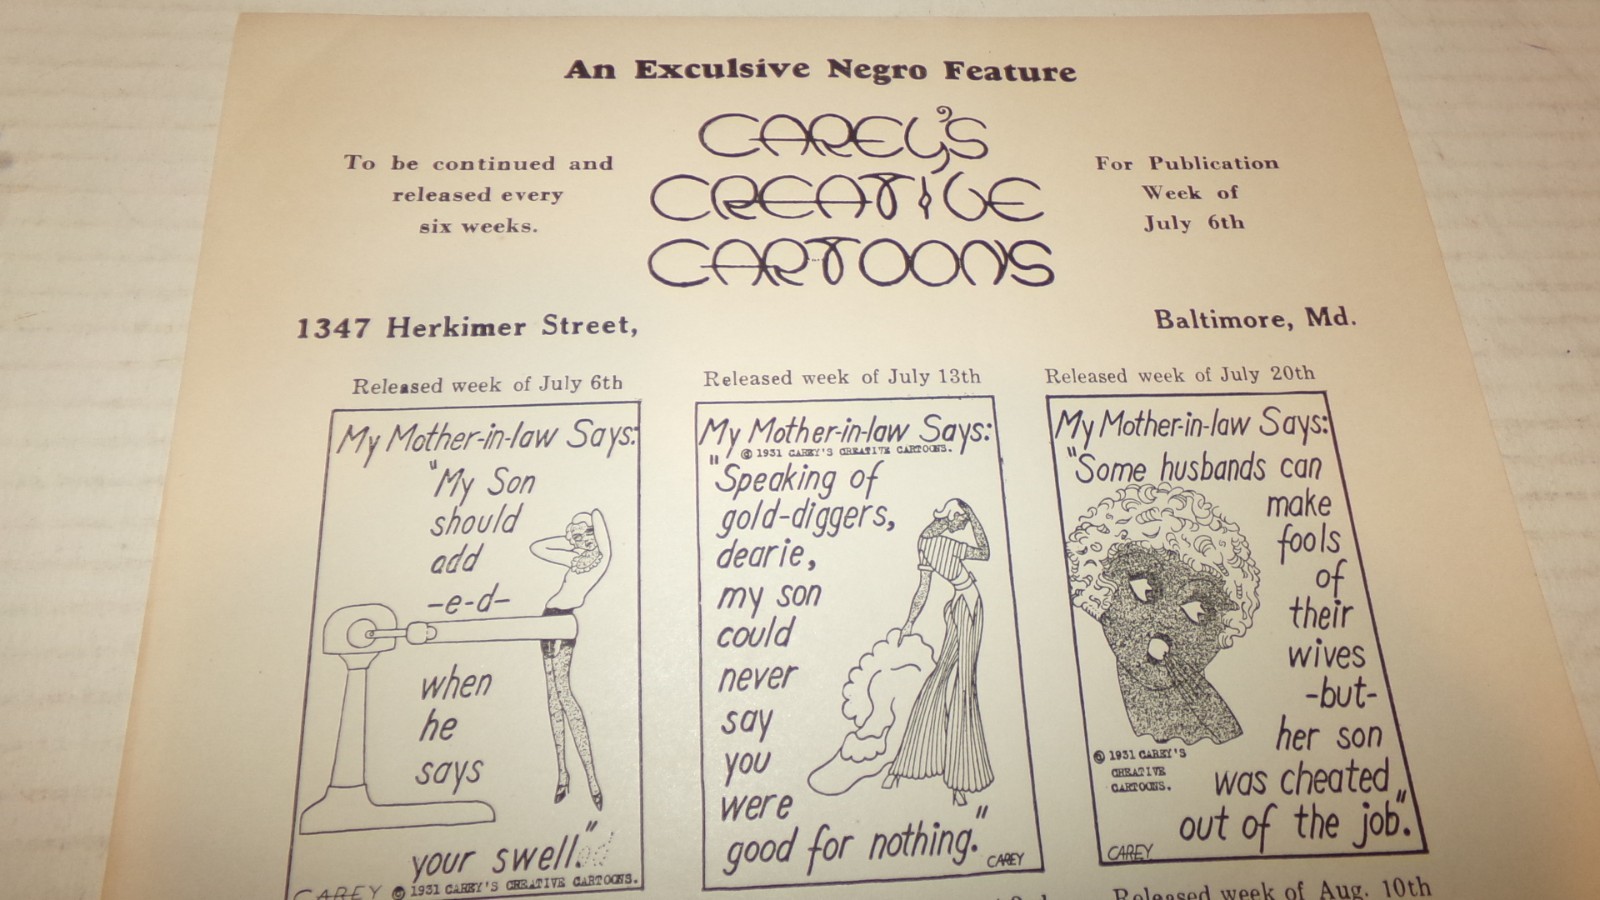 An Exculsive Negro Feature
CAREY'S
CREATIVE
CARTOONS
To be continued and
released every
six weeks.
For Publication
Week of
July 6th
1347 Herkimer Street,
Baltimore, Md.
Released week of July 6th
My Mother-in-law Says:
"My Son
should
add
-e-d-
when
he
says
your swell."
CAREY © 1931 CAREY'S CREATIVE CARTOONS.
Released week of July 13th
My Mother-in-law Says:
© 1931 CAREY'S CREATIVE CARTOONS.
"Speaking of
gold-diggers,
dearie,
my son
could
never
say
you
were
good for nothing."
CAREY
Released week of July 20th
My Mother-in-law Says:
"Some husbands can
make
fools
of
their
wives
-but-
her son
was cheated
out of the job."
© 1931 CAREY'S
CREATIVE
CARTOONS.
CAREY
Released week of Aug. 10th